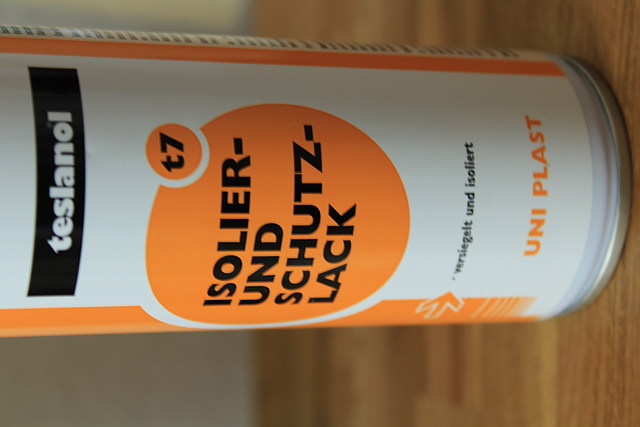 teslanol
t7
ISOLIER-
UND
SCHUTZ-
LACK
versiegelt und isoliert
UNI PLAST